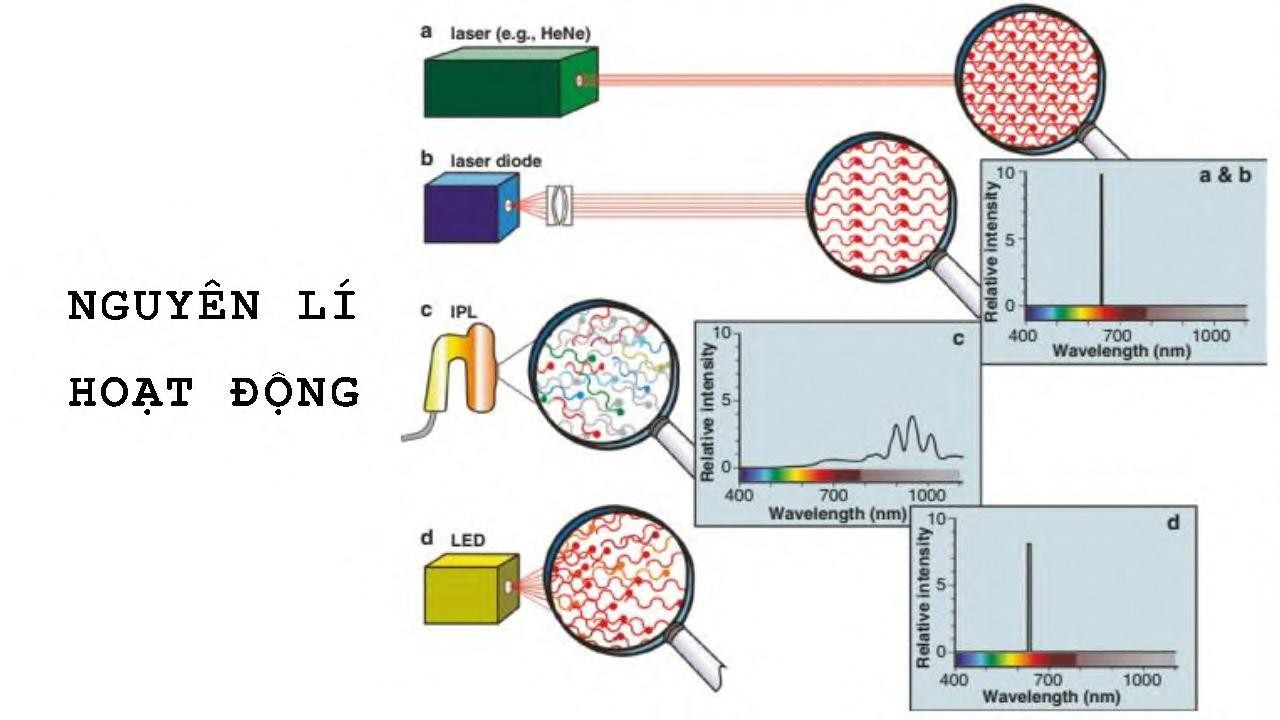 NGUYÊN LÍ
HOẠT ĐỘNG
a laser (e.g., HeNe)
b laser diode
a & b
Relative intensity
10
5
0
400 700 1000
Wavelength (nm)
c IPL
c
Relative intensity
10
5
0
400 700 1000
Wavelength (nm)
d LED
d
Relative intensity
10
5
0
400 700 1000
Wavelength (nm)